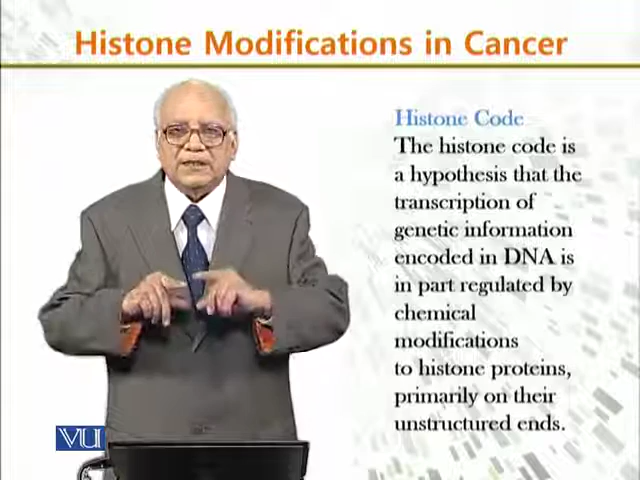 Histone Modifications in Cancer
Histone Code
The histone code is
a hypothesis that the
transcription of
genetic information
encoded in DNA is
in part regulated by
chemical
modifications
to histone proteins,
primarily on their
unstructured ends.
VU